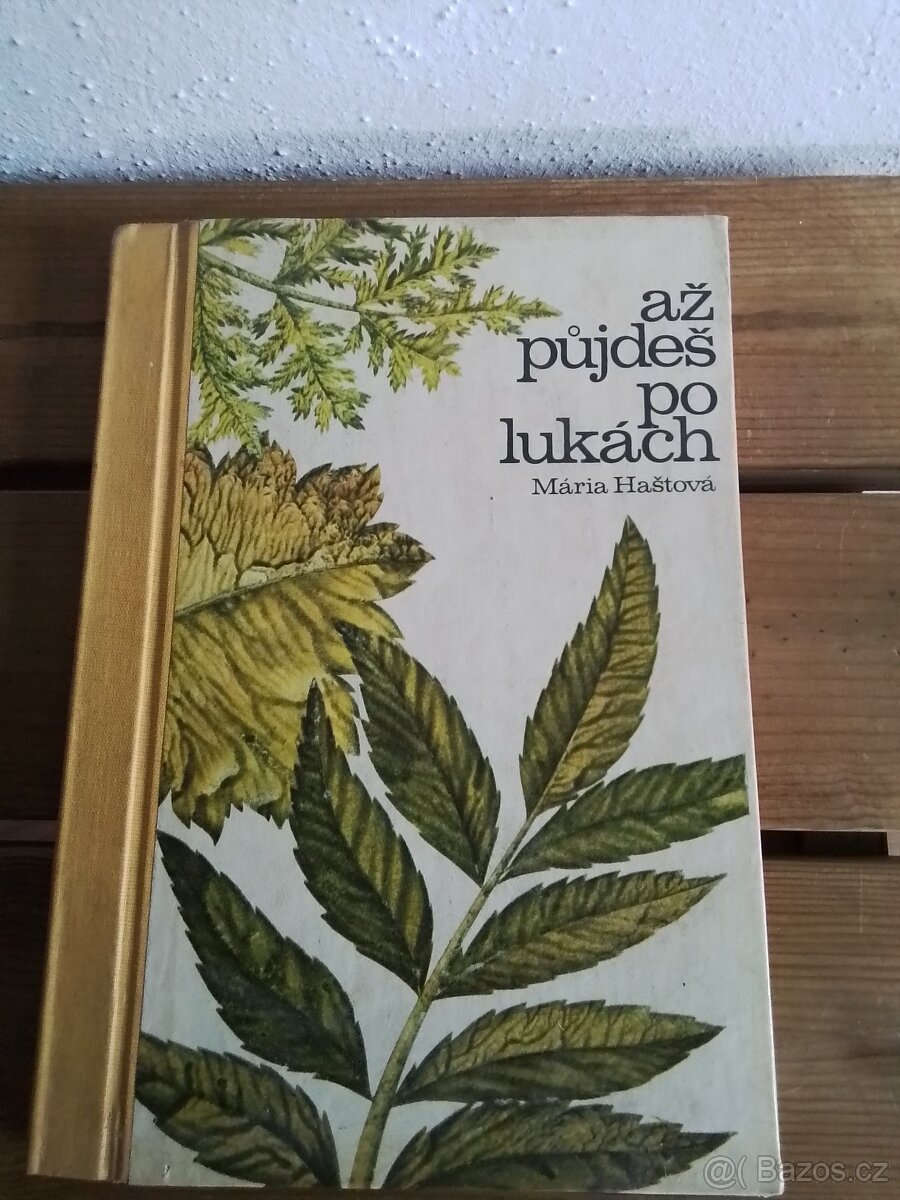 až
půjdeš
po
lukách
Mária Haštová
@( Bazos.cz